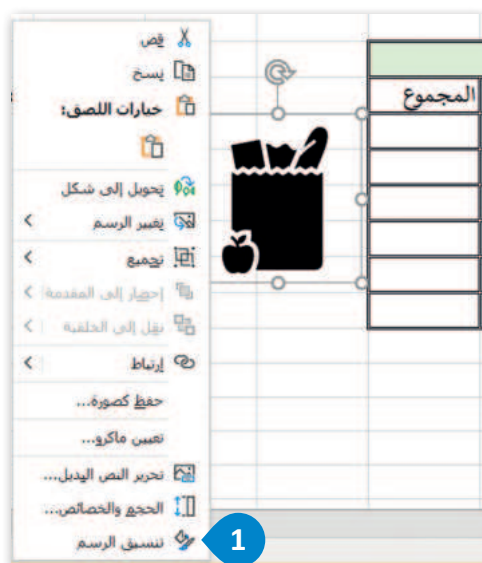 قص
نسخ
خيارات اللصق:
تحويل إلى شكل
تغيير الرسم
تجميع
إحضار إلى المقدمة
نقل إلى الخلفية
إرتباط
حفظ كصورة...
تعيين ماكرو...
تحرير النص البديل...
الحجم والخصائص...
تنسيق الرسم
1
المجموع